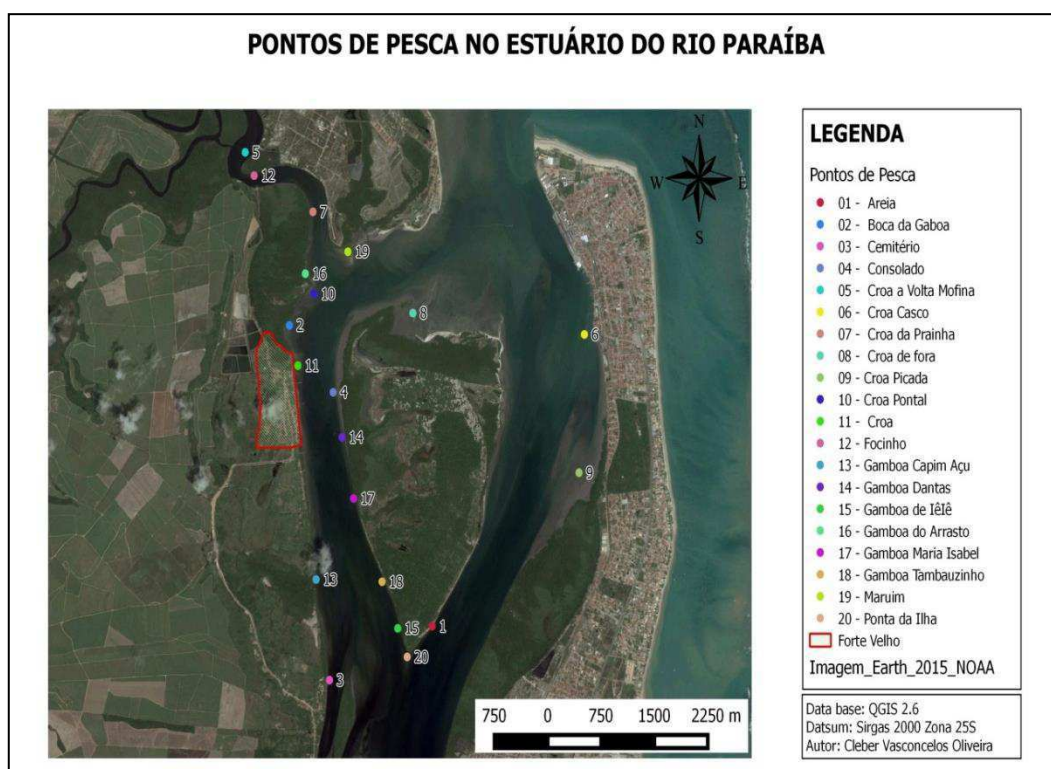 PONTOS DE PESCA NO ESTUÁRIO DO RIO PARAÍBA
5
12
7
19
16
10
8
2
6
11
4
14
9
17
13
18
15
1
20
3
N
W
E
S
750 0 750 1500 2250 m
LEGENDA
Pontos de Pesca
01 - Areia
02 - Boca da Gaboa
03 - Cemitério
04 - Consolado
05 - Croa a Volta Mofina
06 - Croa Casco
07 - Croa da Prainha
08 - Croa de fora
09 - Croa Picada
10 - Croa Pontal
11 - Croa
12 - Focinho
13 - Gamboa Capim Açu
14 - Gamboa Dantas
15 - Gamboa de IêIê
16 - Gamboa do Arrasto
17 - Gamboa Maria Isabel
18 - Gamboa Tambauzinho
19 - Maruim
20 - Ponta da Ilha
Forte Velho
Imagem_Earth_2015_NOAA
Data base: QGIS 2.6
Datsum: Sirgas 2000 Zona 25S
Autor: Cleber Vasconcelos Oliveira